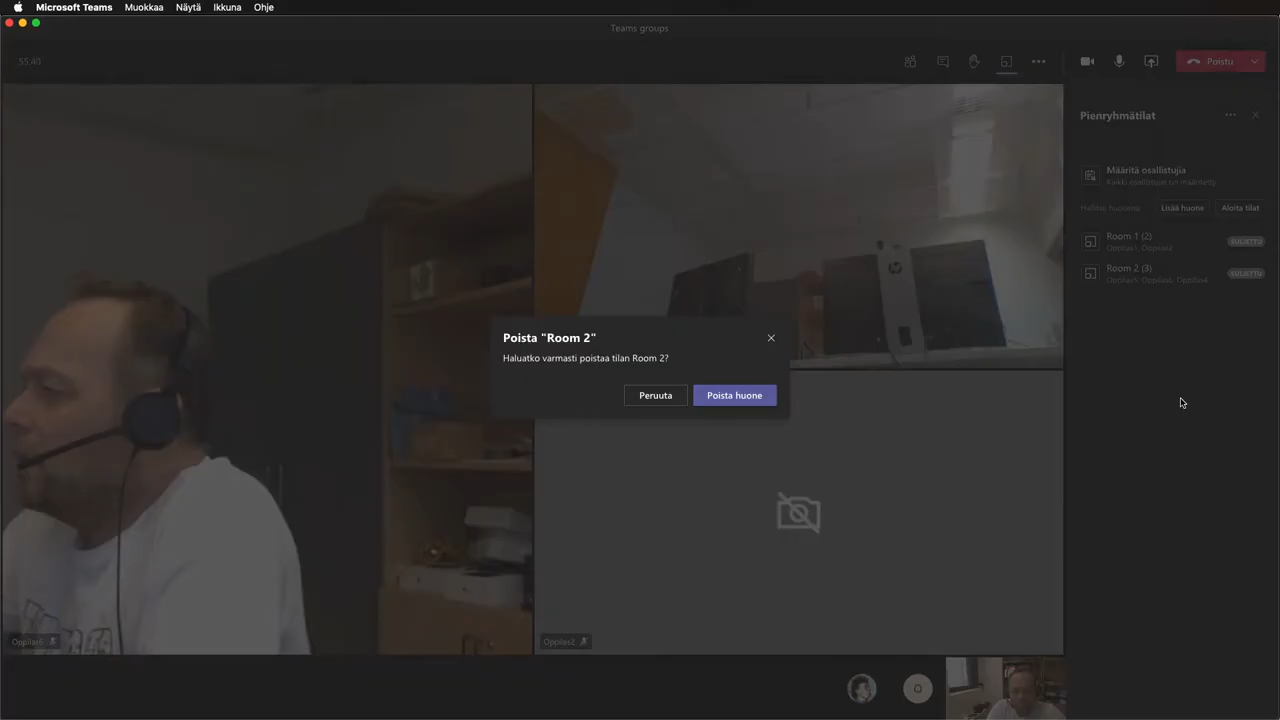 Microsoft Teams Muokkaa Näytä Ikkuna Ohje
Teams groups
55:40
Poistu
Pienryhmätilat
Määritä osallistujia
Kaikki osallistujat on määritetty
Hallitse huoneita Lisää huone Aloita tilat
Room 1 (2)
SULJETTU
Room 2 (3)
SULJETTU
Poista "Room 2"
Haluatko varmasti poistaa tilan Room 2?
Peruuta Poista huone
hp
Oppilas6
Oppilas2
O